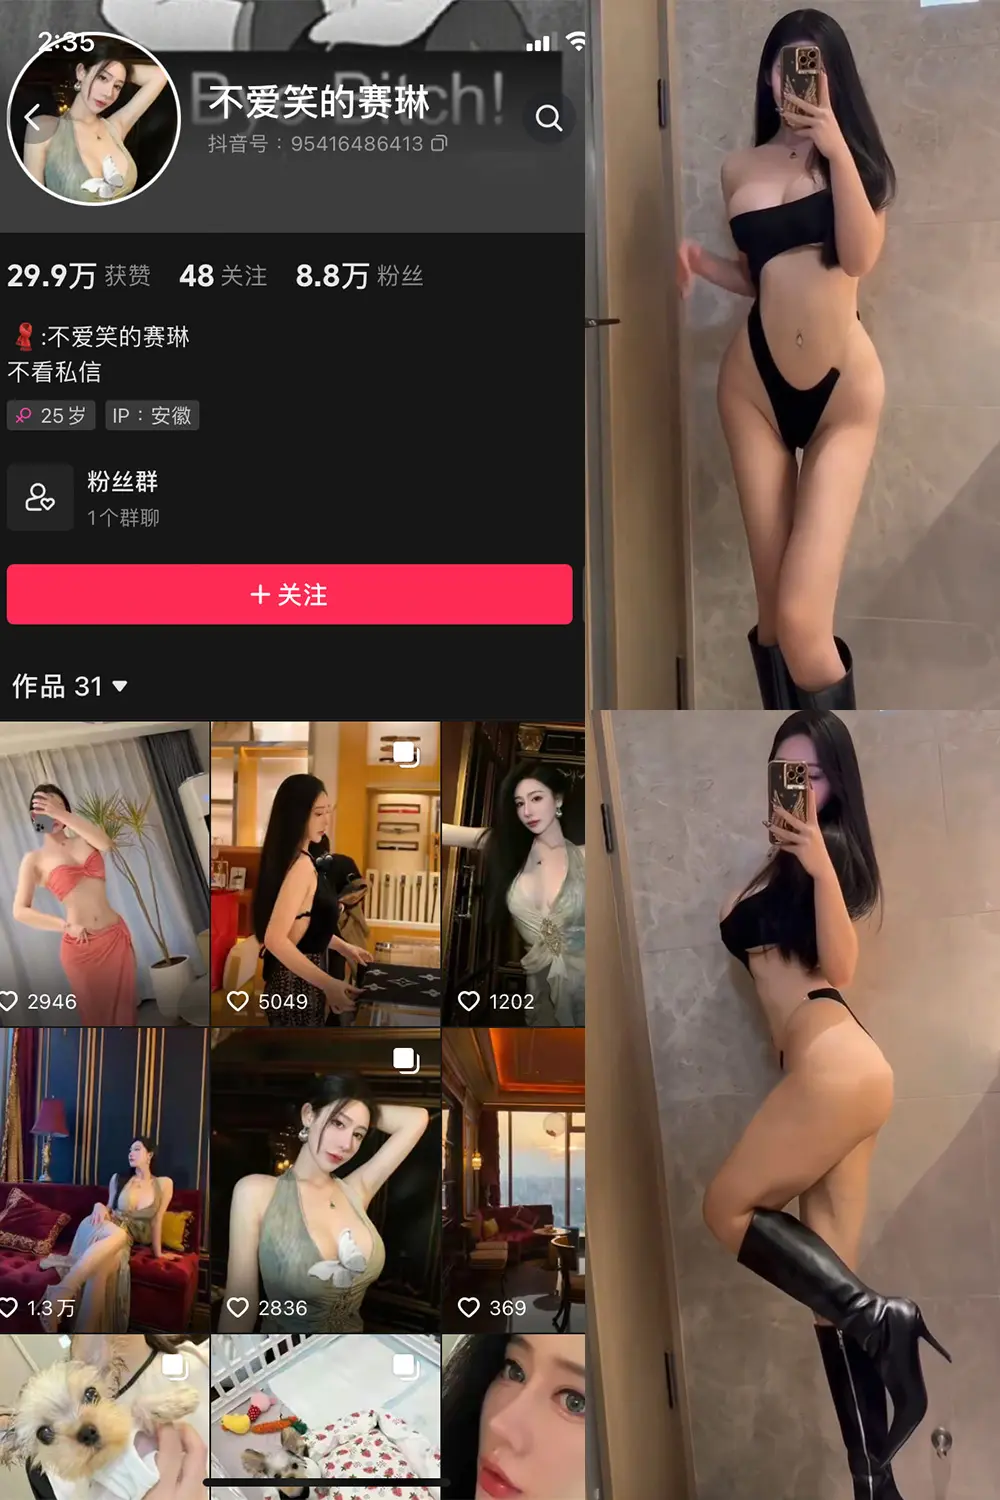 2:35
Bye Bitch!
不爱笑的赛琳
抖音号：95416486413
29.9万 获赞 48 关注 8.8万 粉丝
:不爱笑的赛琳
不看私信
25岁 IP：安徽
粉丝群
1个群聊
+ 关注
作品 31
2946 5049 1202
1.3万 2836 369